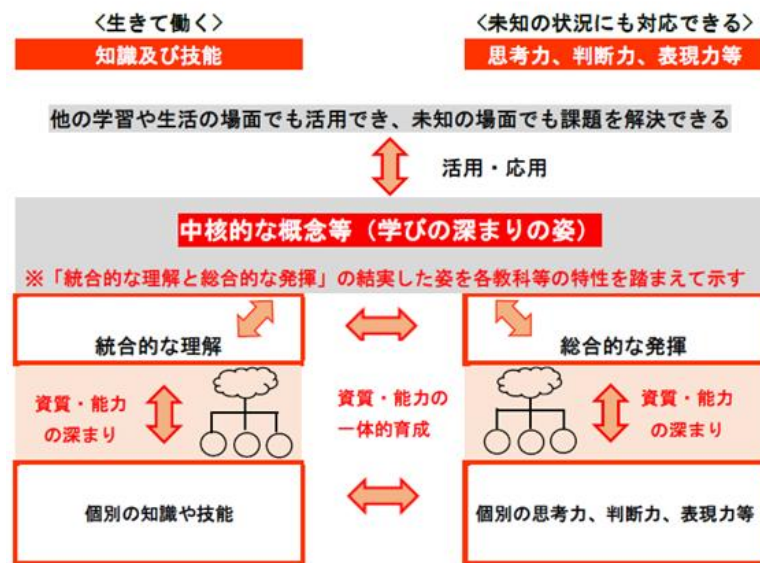 <生きて働く>
知識及び技能
<未知の状況にも対応できる>
思考力、判断力、表現力等
他の学習や生活の場面でも活用でき、未知の場面でも課題を解決できる
活用・応用
中核的な概念等（学びの深まりの姿）
※「統合的な理解と総合的な発揮」の結実した姿を各教科等の特性を踏まえて示す
統合的な理解
総合的な発揮
資質・能力
の深まり
資質・能力の
一体的育成
資質・能力
の深まり
個別の知識や技能
個別の思考力、判断力、表現力等